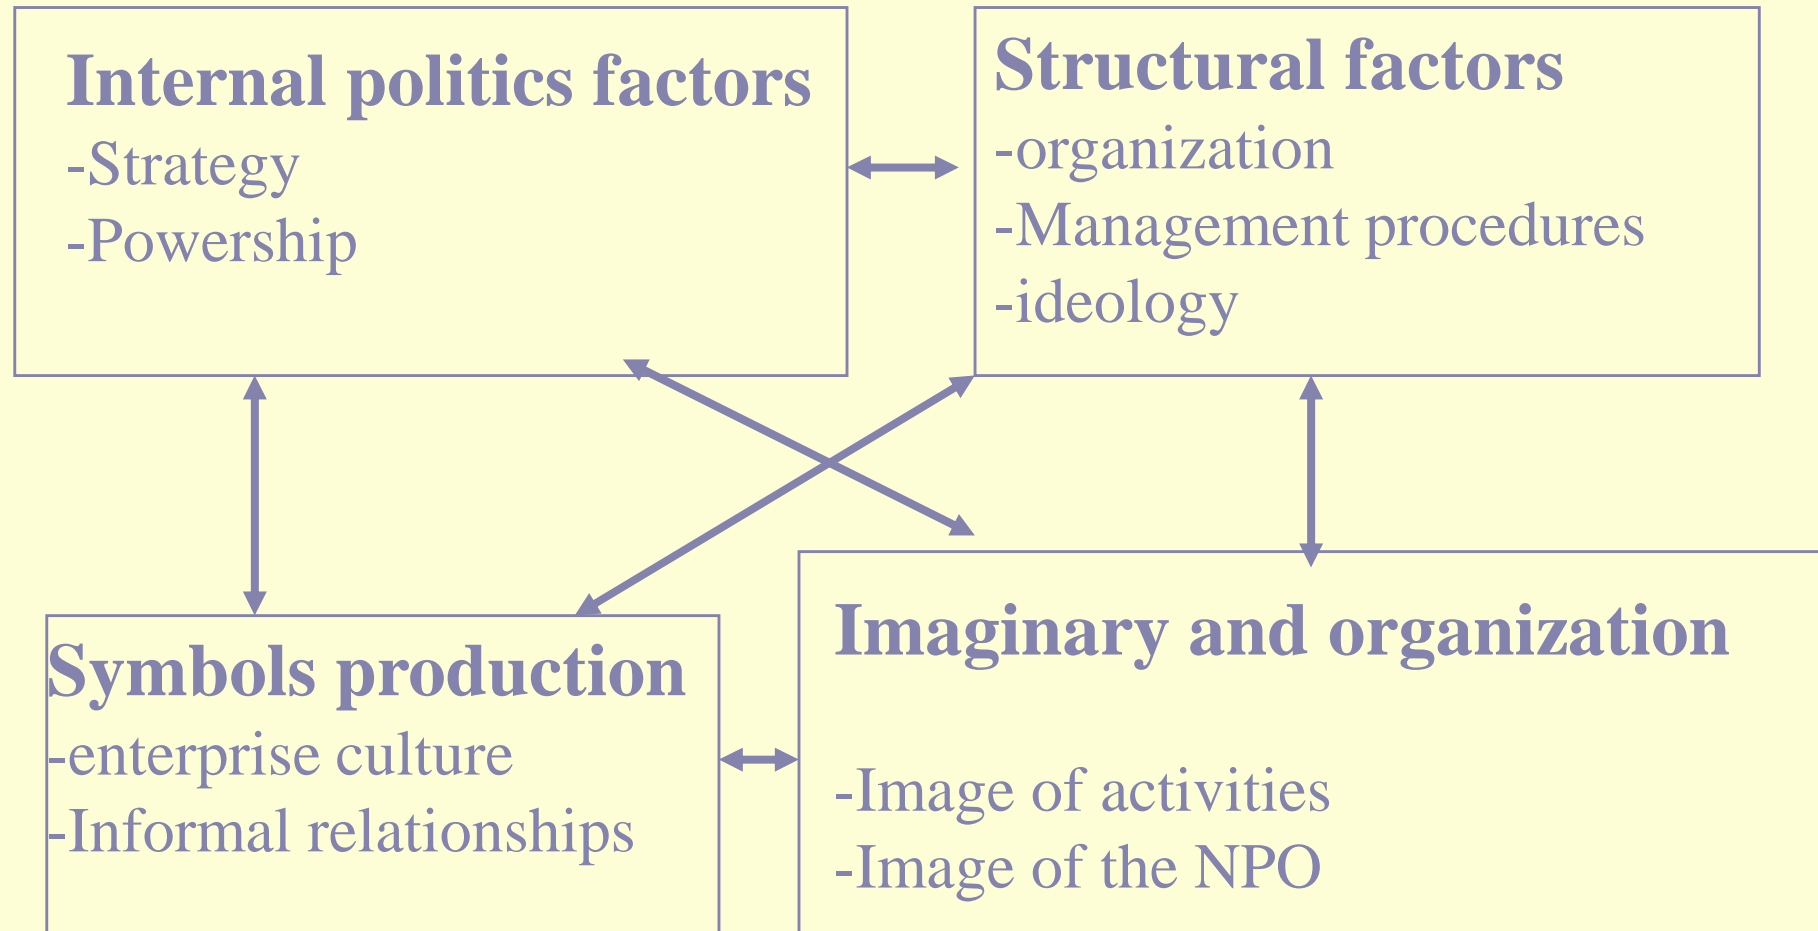 Internal politics factors
-Strategy
-Powership
Structural factors
-organization
-Management procedures
-ideology
Symbols production
-enterprise culture
-Informal relationships
Imaginary and organization
-Image of activities
-Image of the NPO